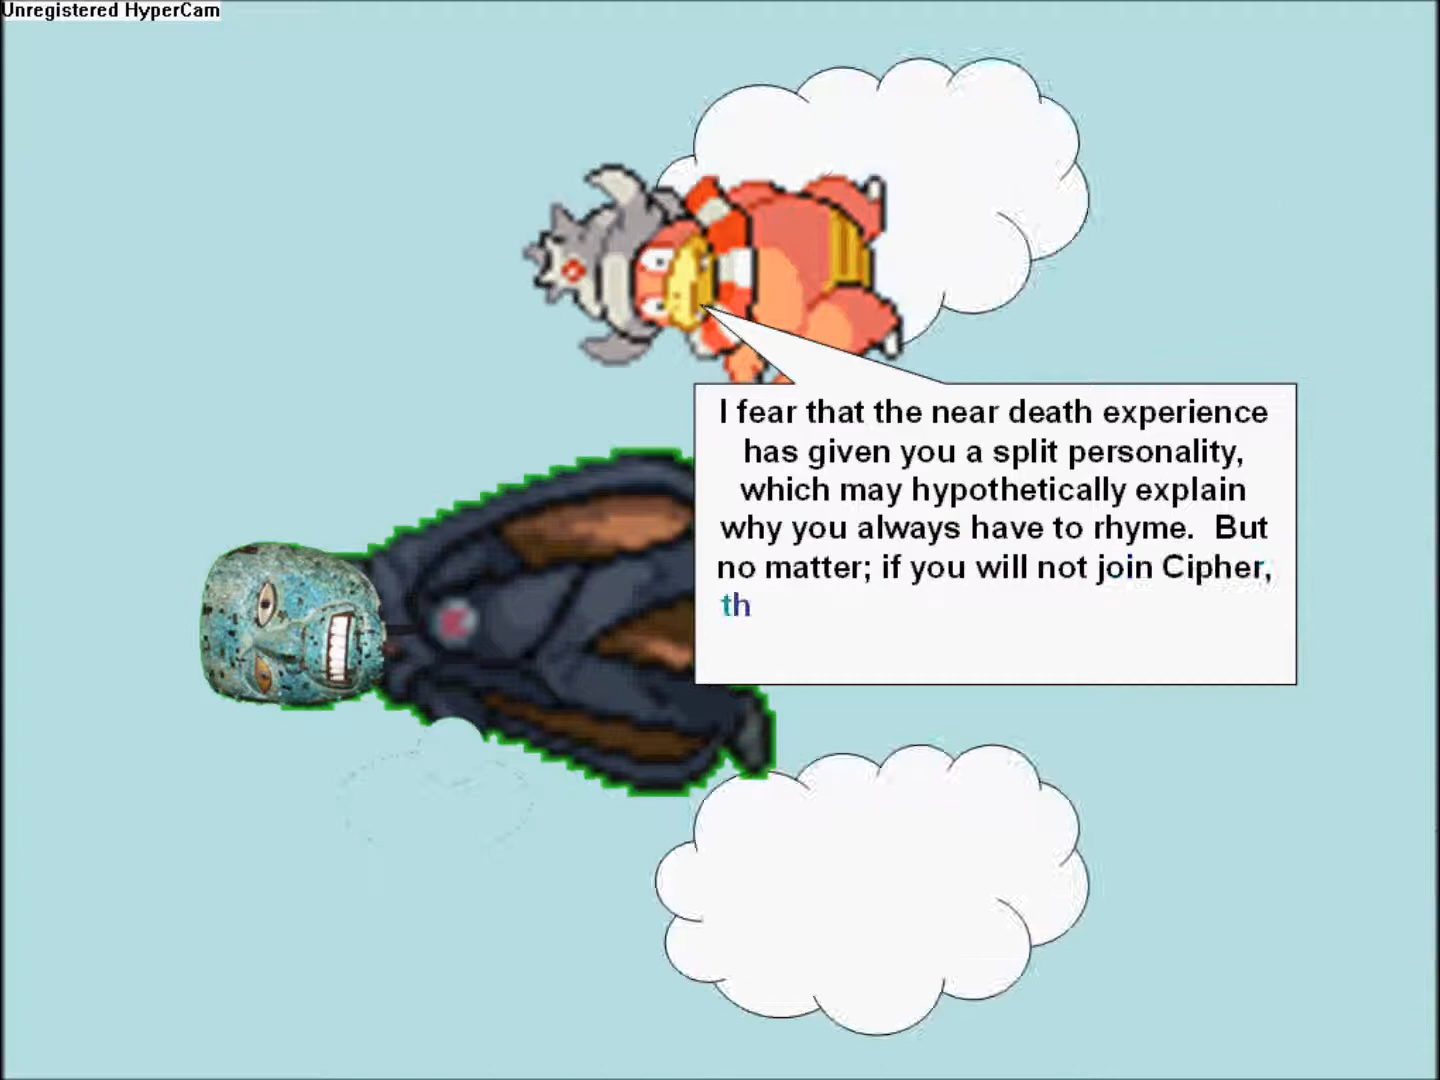 Unregistered HyperCam
I fear that the near death experience
has given you a split personality,
which may hypothetically explain
why you always have to rhyme.  But
no matter; if you will not join Cipher,
th